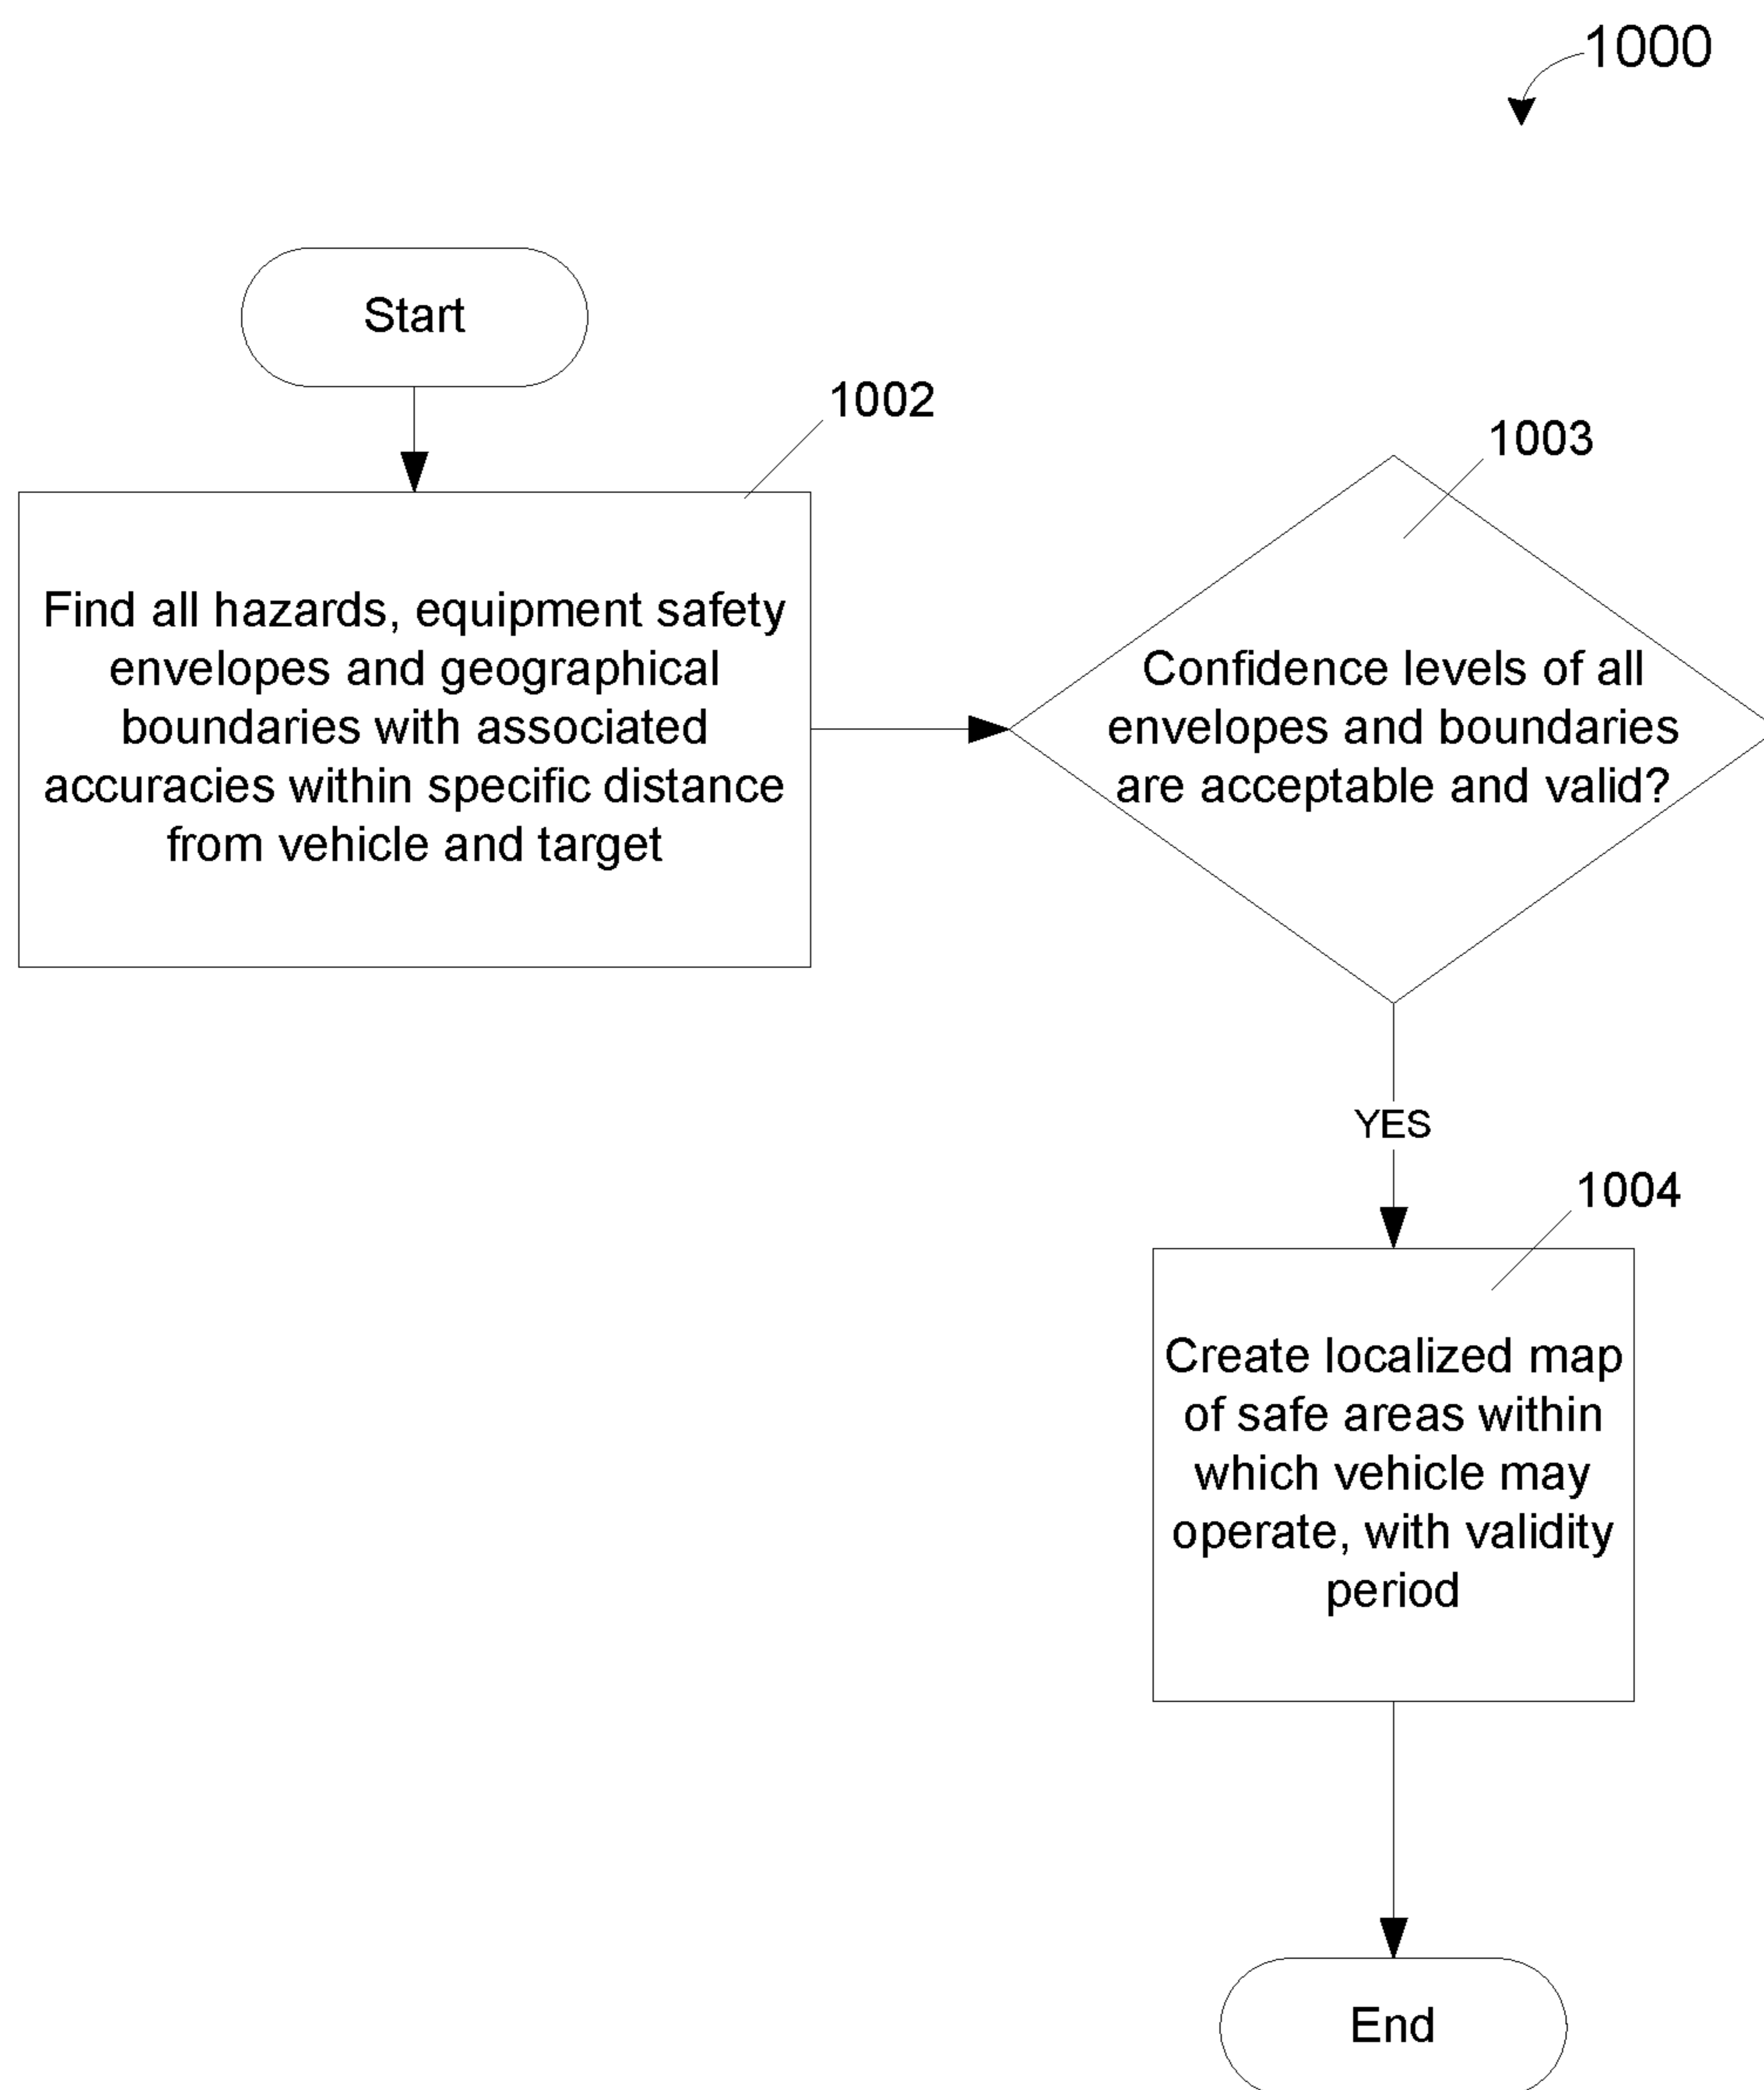 1000
Start
1002
Find all hazards, equipment safety
envelopes and geographical
boundaries with associated
accuracies within specific distance
from vehicle and target
1003
Confidence levels of all
envelopes and boundaries
are acceptable and valid?
YES
1004
Create localized map
of safe areas within
which vehicle may
operate, with validity
period
End